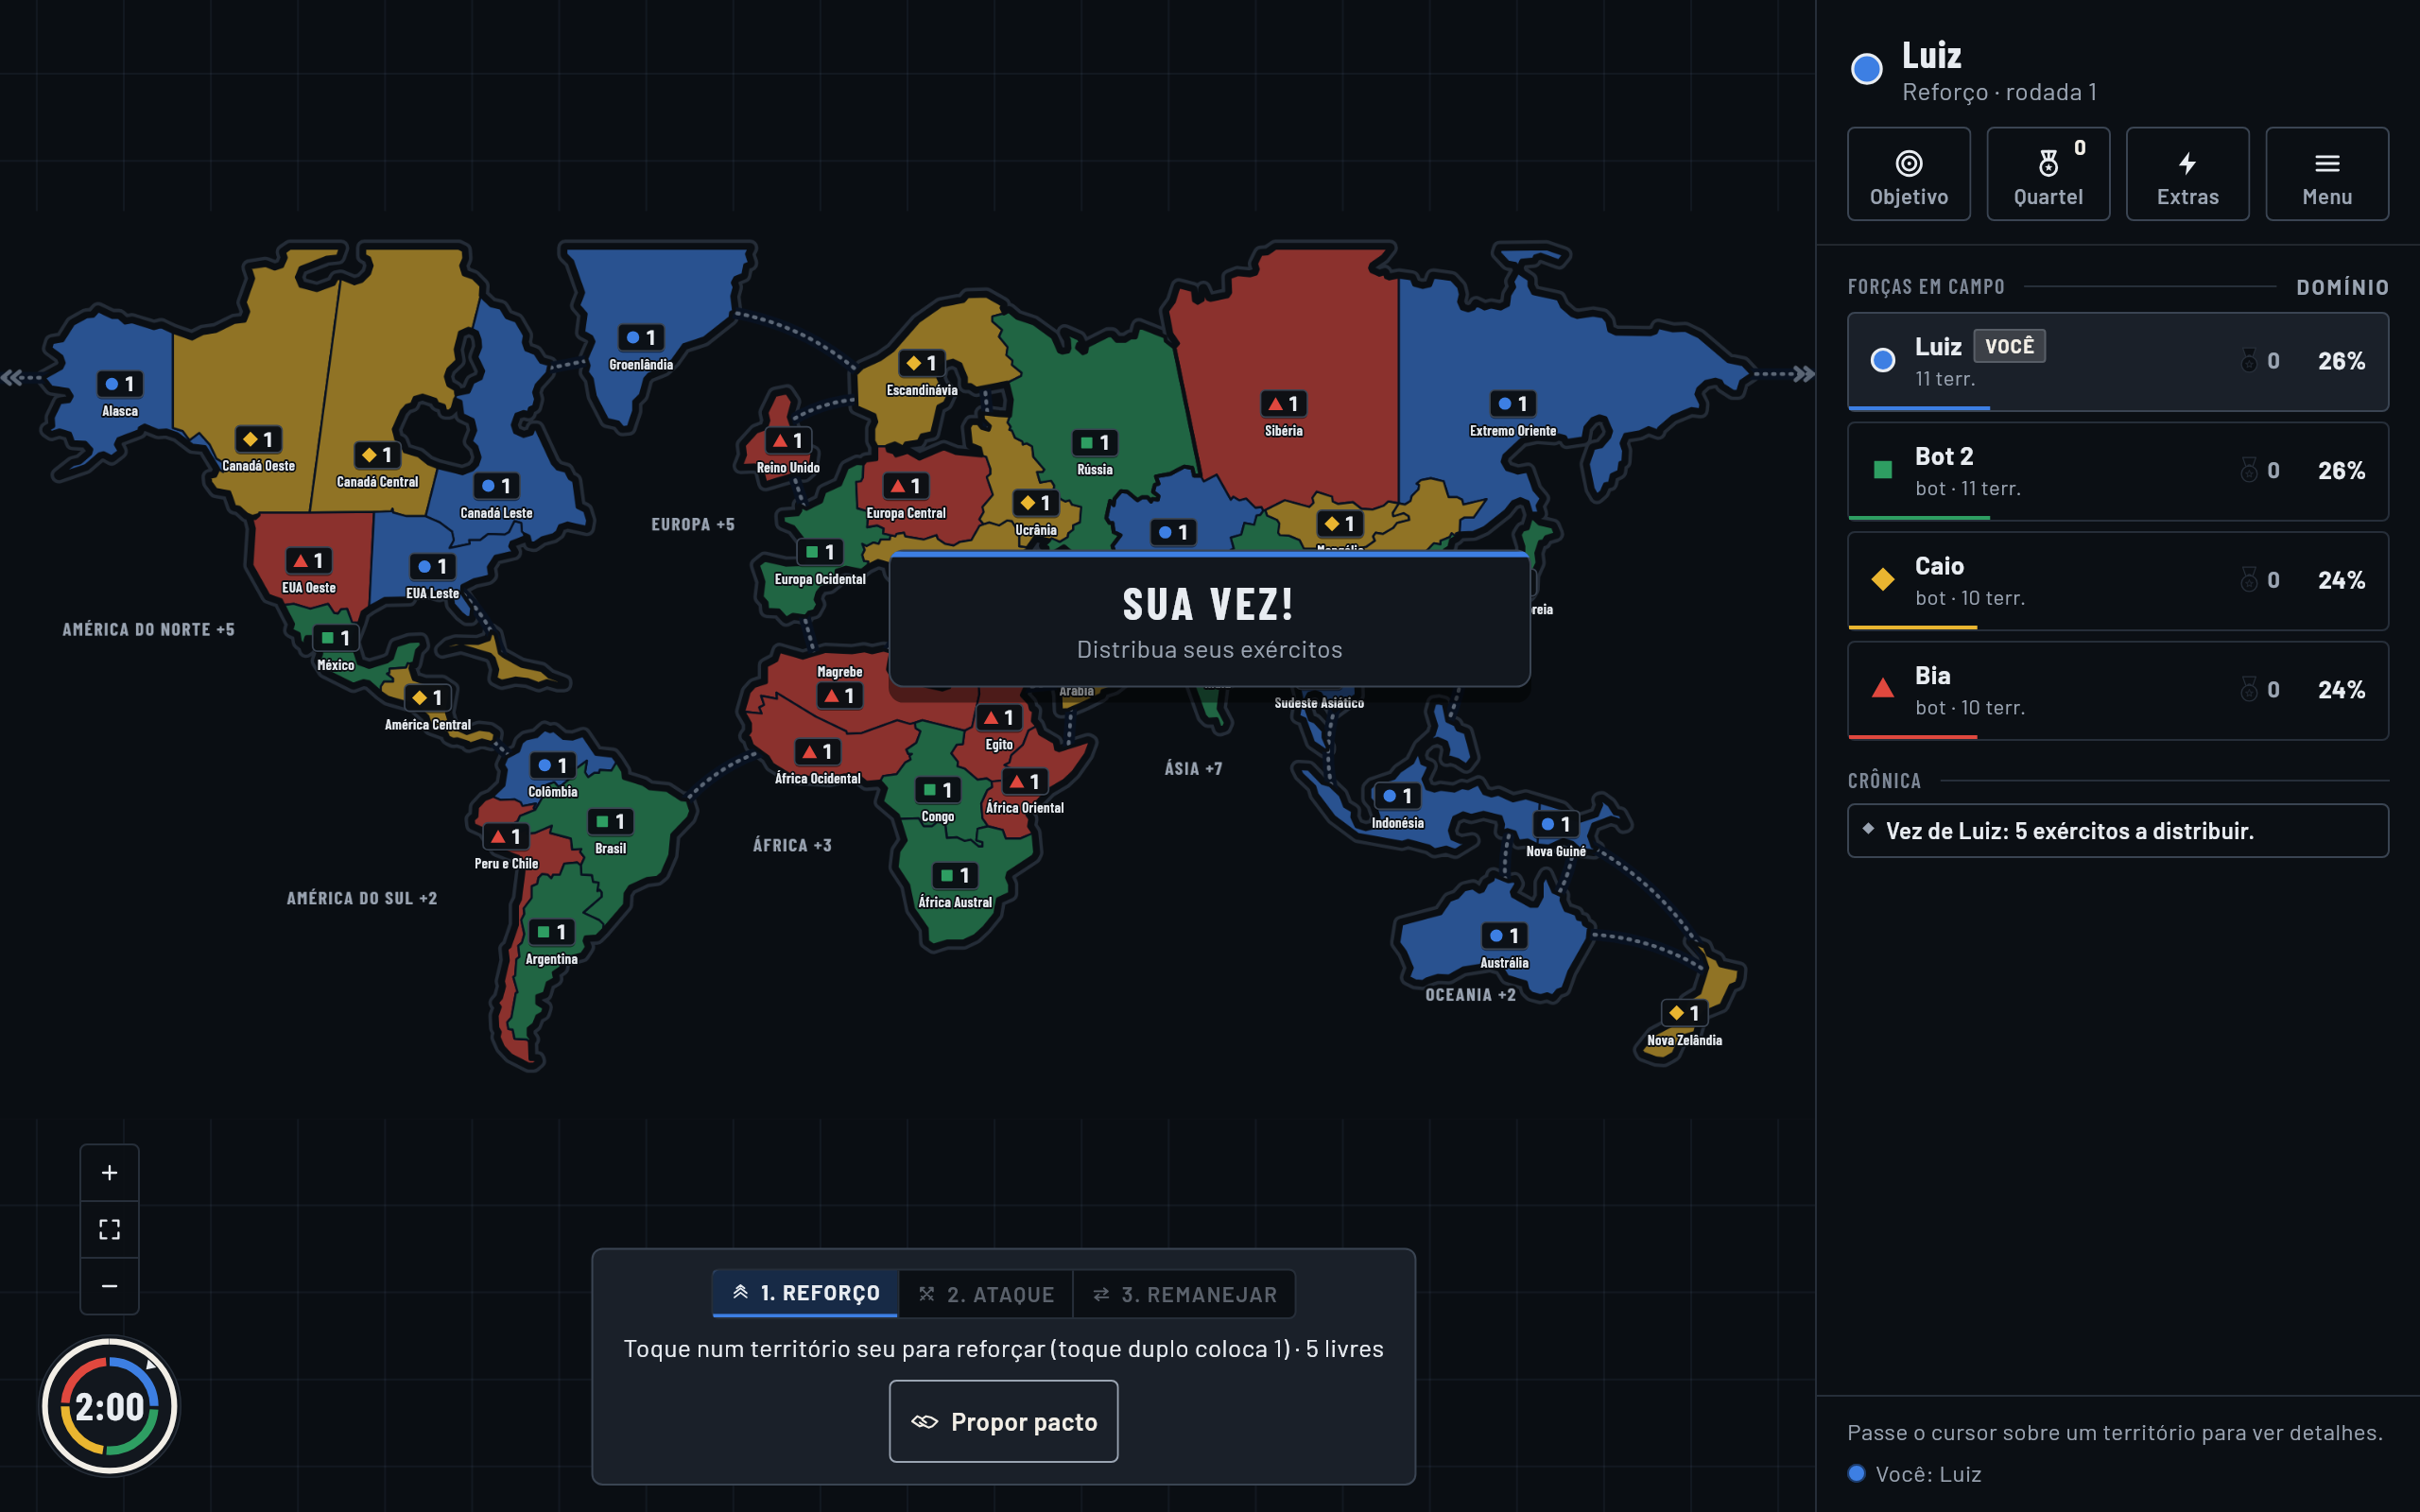 Luiz
Reforço · rodada 1
Objetivo
0
Quartel
Extras
Menu
FORÇAS EM CAMPO
DOMÍNIO
Luiz VOCÊ
11 terr.
0 26%
Bot 2
bot · 11 terr.
0 26%
Caio
bot · 10 terr.
0 24%
Bia
bot · 10 terr.
0 24%
CRÔNICA
Vez de Luiz: 5 exércitos a distribuir.
Passe o cursor sobre um território para ver detalhes.
Você: Luiz
1
Alasca
1
Canadá Oeste
1
Canadá Central
1
Canadá Leste
1
Groenlândia
1
EUA Oeste
1
EUA Leste
1
México
1
América Central
AMÉRICA DO NORTE +5
1
Colômbia
1
Brasil
1
Peru e Chile
1
Argentina
AMÉRICA DO SUL +2
1
Escandinávia
1
Reino Unido
1
Europa Central
1
Ucrânia
1
Europa Ocidental
1
Rússia
EUROPA +5
1
Sibéria
1
Extremo Oriente
1
1
SUA VEZ!
Distribua seus exércitos
Magrebe
1
1
África Ocidental
1
Egito
1
África Oriental
1
Congo
1
África Austral
ÁFRICA +3
Arábia
Sudeste Asiático
ÁSIA +7
1
Indonésia
1
Nova Guiné
1
Austrália
OCEANIA +2
1
Nova Zelândia
+
−
2:00
1. REFORÇO
2. ATAQUE
3. REMANEJAR
Toque num território seu para reforçar (toque duplo coloca 1) · 5 livres
Propor pacto